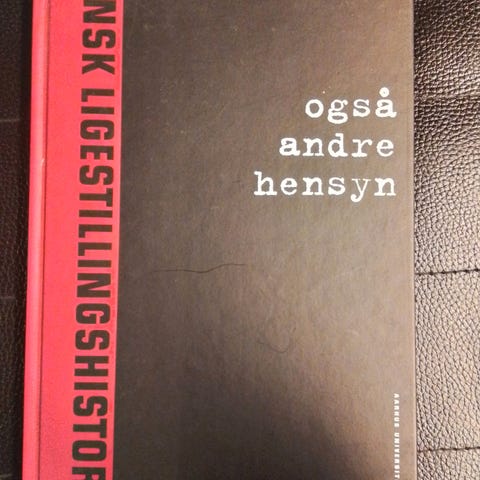 NSK LIGESTILLINGSHISTOR
også
andre
hensyn
AARHUS UNIVERSIT